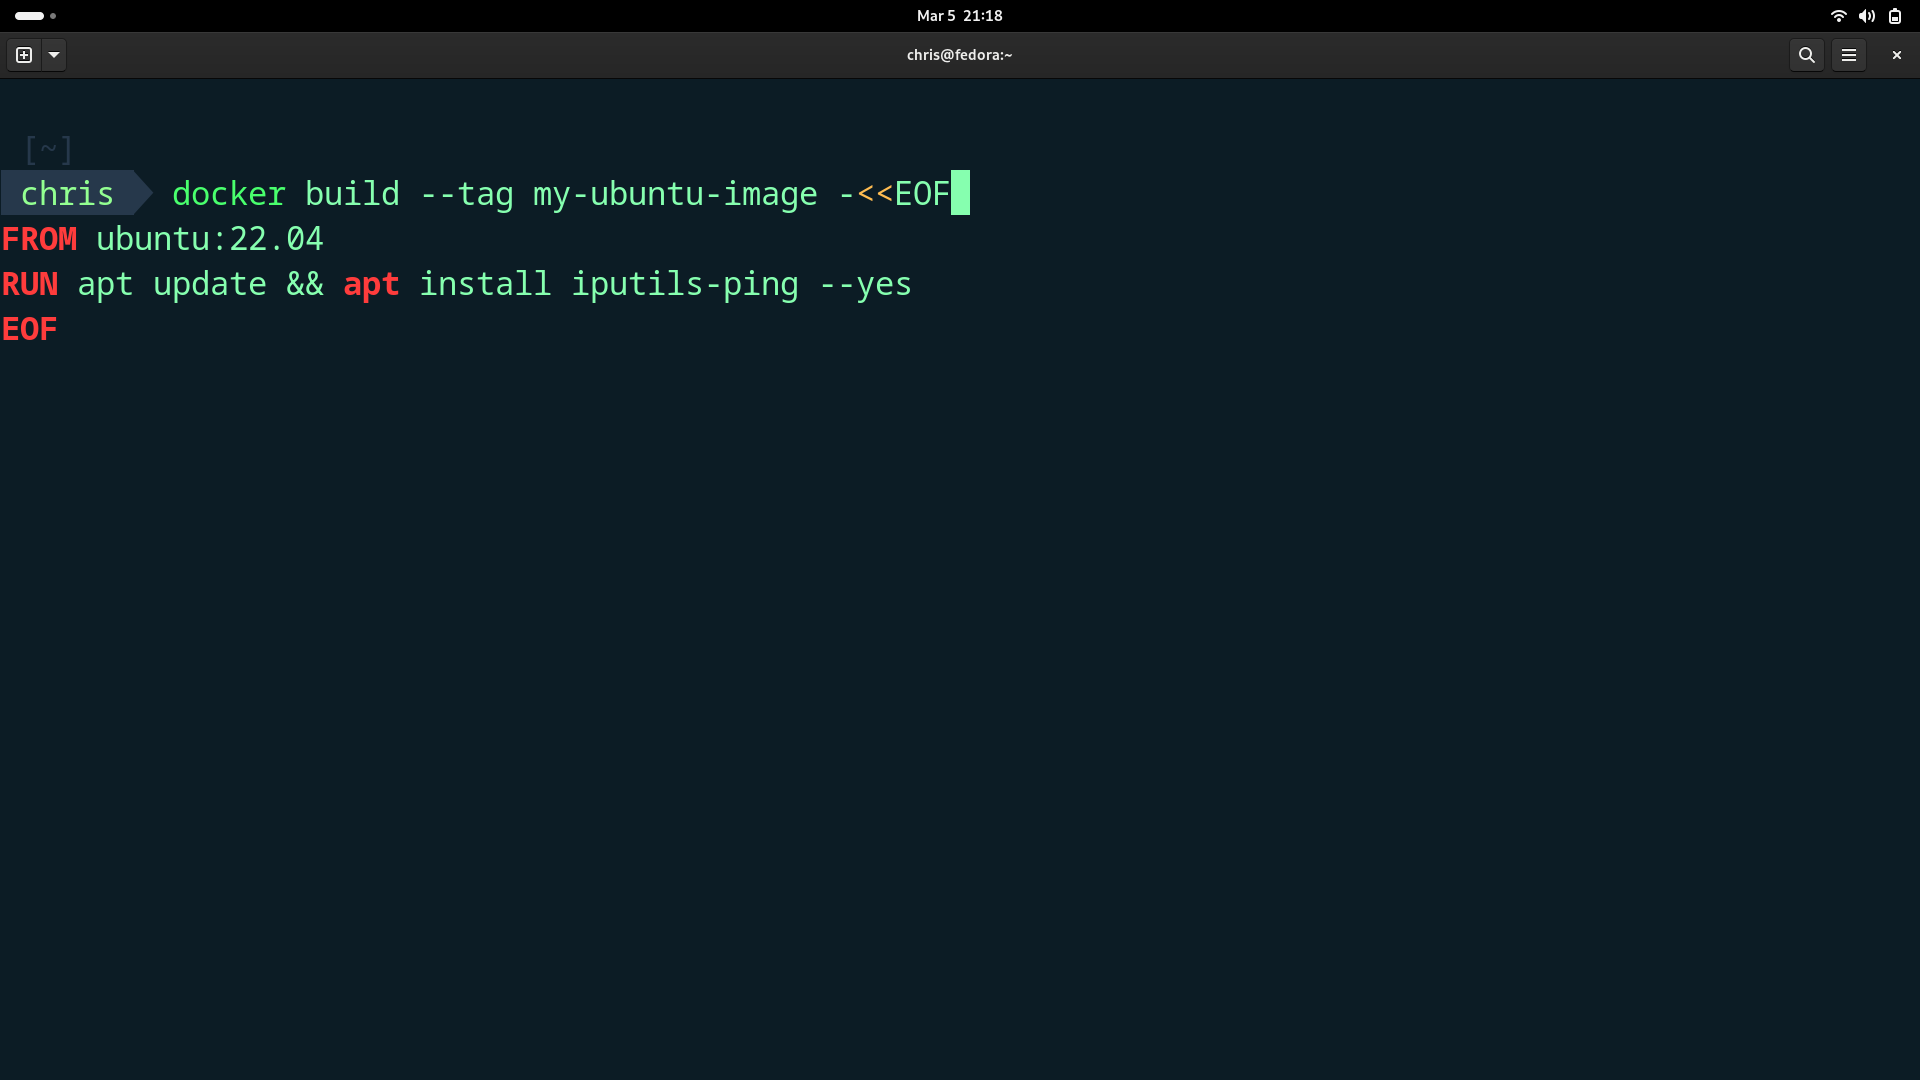 Mar 5 21:18
chris@fedora:~
[~]
chris docker build --tag my-ubuntu-image -<<EOF
FROM ubuntu:22.04
RUN apt update && apt install iputils-ping --yes
EOF